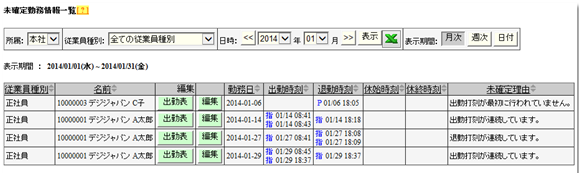 未確定勤務情報一覧[?]
所属: 本社 従業員種別: 全ての従業員種別 日時: << 2014 年 01 月 >> 表示 表示期間: 月次 週次 日付
表示期間 : 2014/01/01(水)~2014/01/31(金)
従業員種別 名前 編集 勤務日 出勤時刻 退勤時刻 休始時刻 休終時刻 未確定理由
正社員 10000003 デジジャパン C子 出勤表 編集 2014-01-06 P 01/06 18:05 出勤打刻が最初に行われていません。
正社員 10000001 デジジャパン A太郎 出勤表 編集 2014-01-14 指 01/14 08:41 指 01/14 18:18 出勤打刻が連続しています。
指 01/14 08:43
正社員 10000001 デジジャパン A太郎 出勤表 編集 2014-01-27 指 01/27 08:41 指 01/27 18:08 退勤打刻が連続しています。
指 01/27 18:09
正社員 10000001 デジジャパン A太郎 出勤表 編集 2014-01-29 指 01/29 08:45 指 01/29 18:37 出勤打刻が連続しています。
指 01/29 18:37